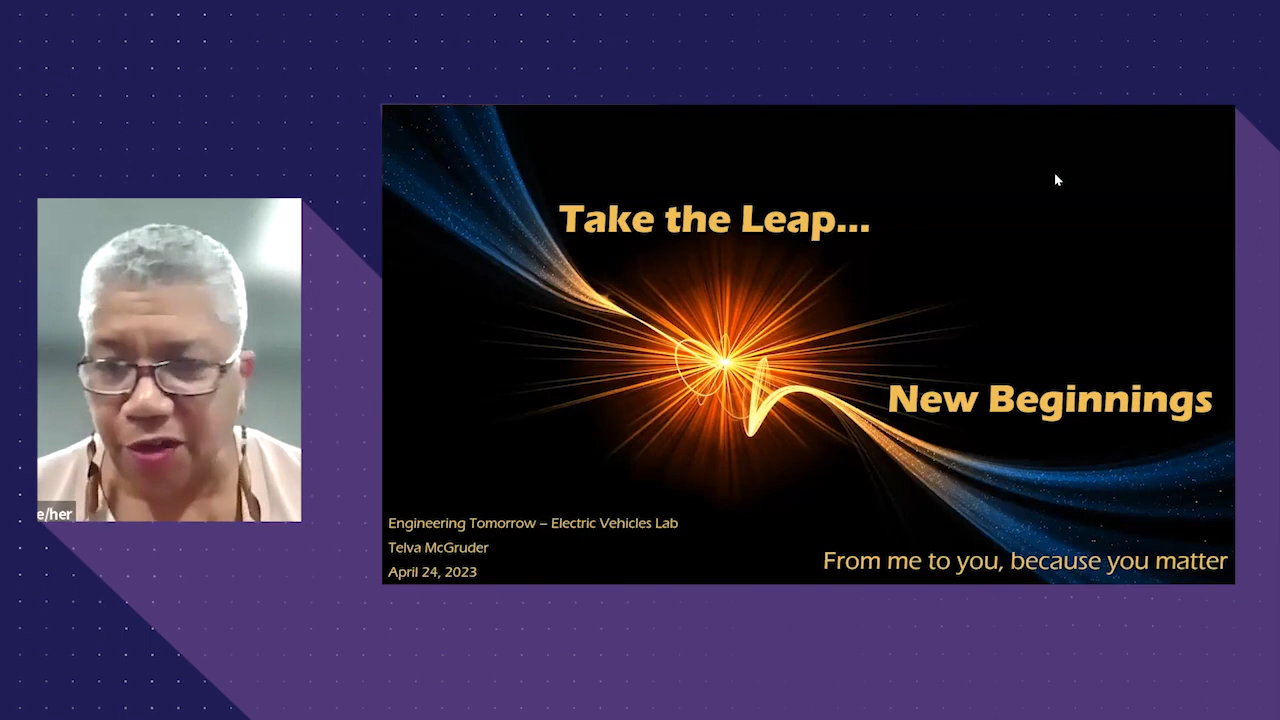 Take the Leap...
New Beginnings
Engineering Tomorrow – Electric Vehicles Lab
Telva McGruder
April 24, 2023
From me to you, because you matter
e/her